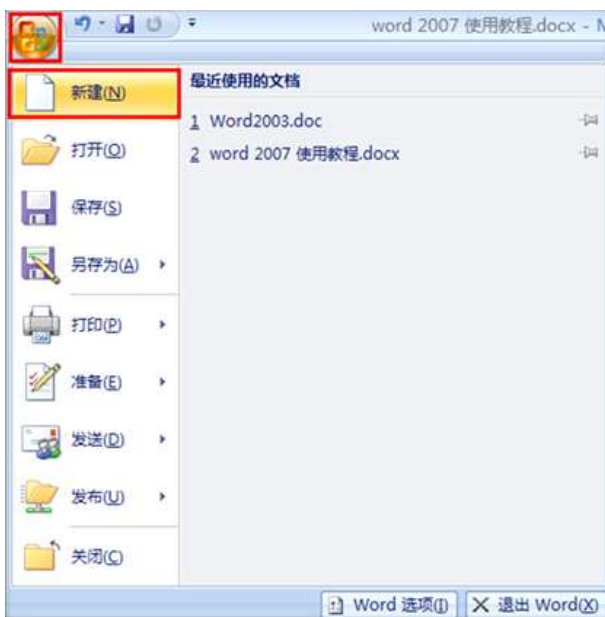 word 2007 使用教程.docx - M
新建(N)
最近使用的文档
1 Word2003.doc
2 word 2007 使用教程.docx
打开(O)
保存(S)
另存为(A)
打印(P)
准备(E)
发送(D)
发布(U)
关闭(C)
Word 选项(I)
退出 Word(X)